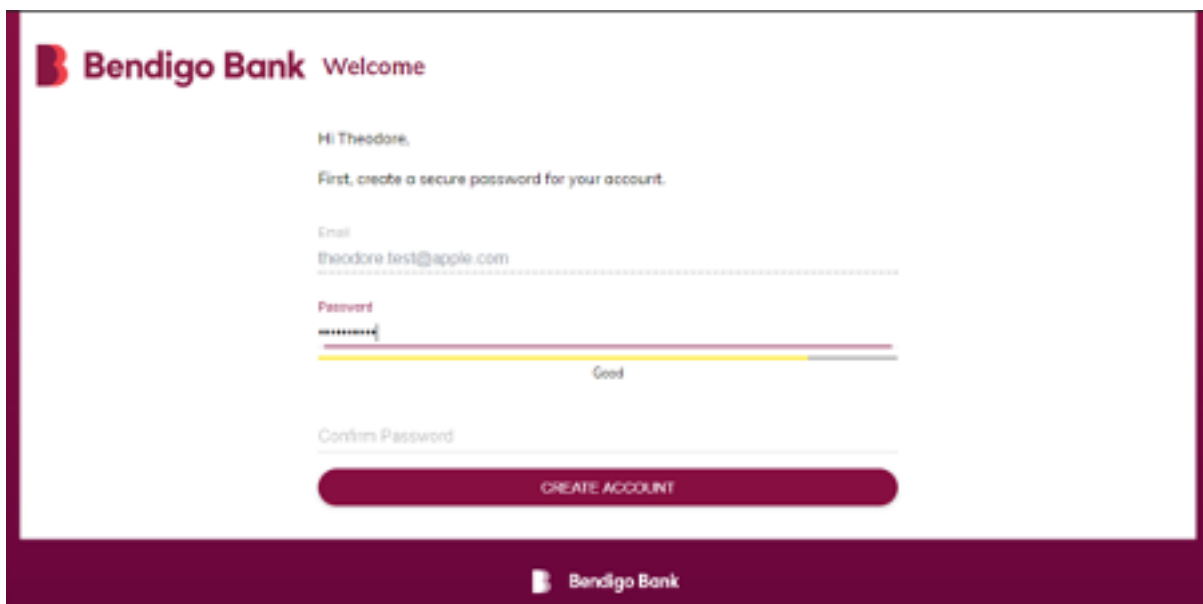 Bendigo Bank Welcome
Hi Theodore,
First, create a secure password for your account.
Email
theodore.test@apple.com
Password
•••••••••••
Good
Confirm Password
CREATE ACCOUNT
Bendigo Bank